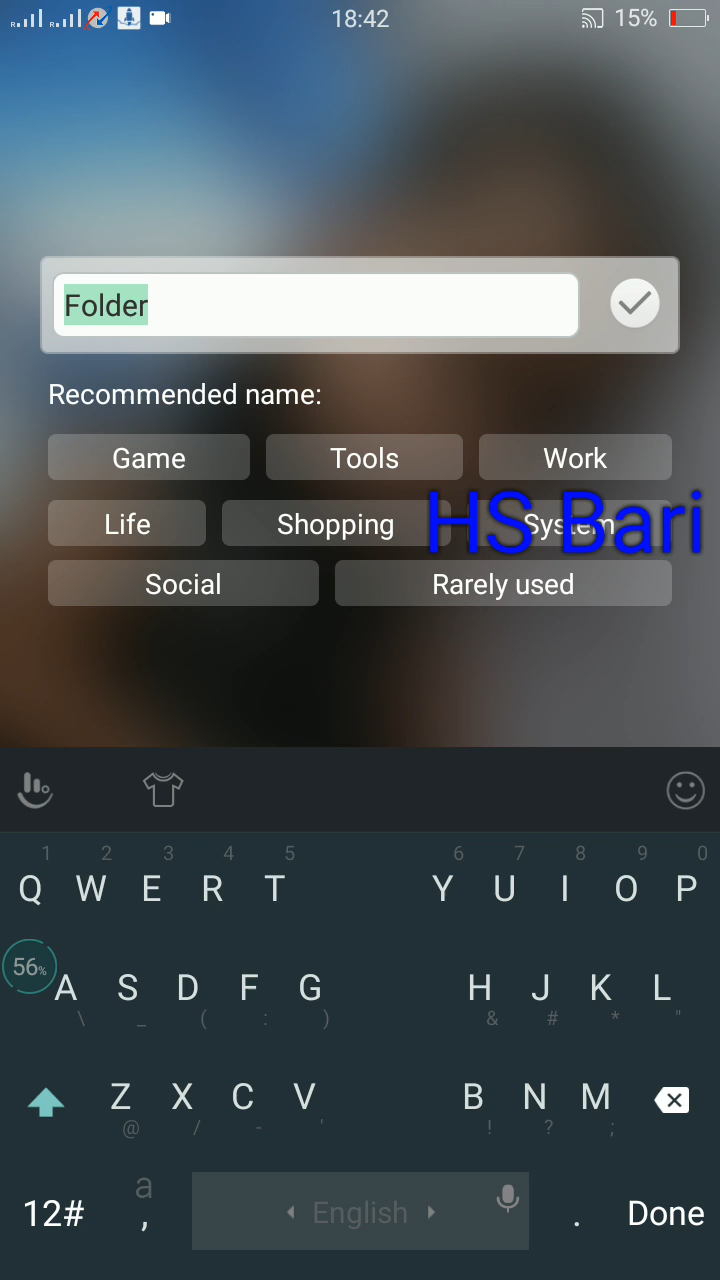 R R 18:42 15%
Folder
Recommended name:
Game Tools Work
Life Shopping System
HS Bari
Social Rarely used
1 2 3 4 5 6 7 8 9 0
Q W E R T Y U I O P
56%
A S D F G H J K L
\ _ ( : ) & # * "
Z X C V B N M
@ / - ' ! ? ;
a
12# , English . Done